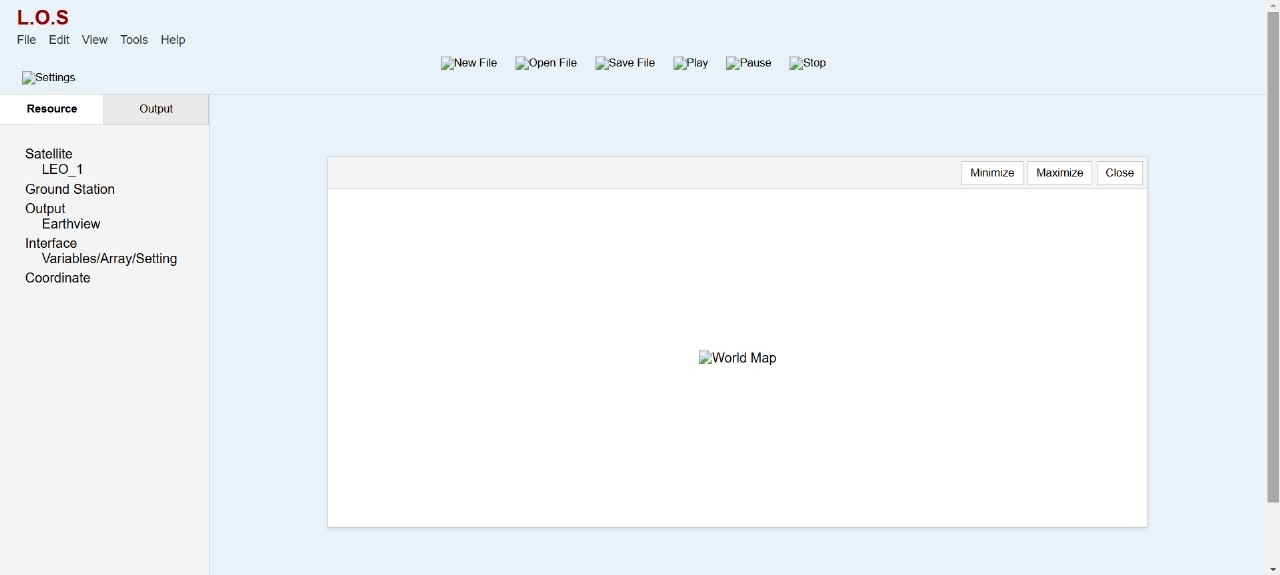 L.O.S
File Edit View Tools Help
New File Open File Save File Play Pause Stop
Settings
Resource Output
Satellite
LEO_1
Ground Station
Output
Earthview
Interface
Variables/Array/Setting
Coordinate
Minimize Maximize Close
World Map